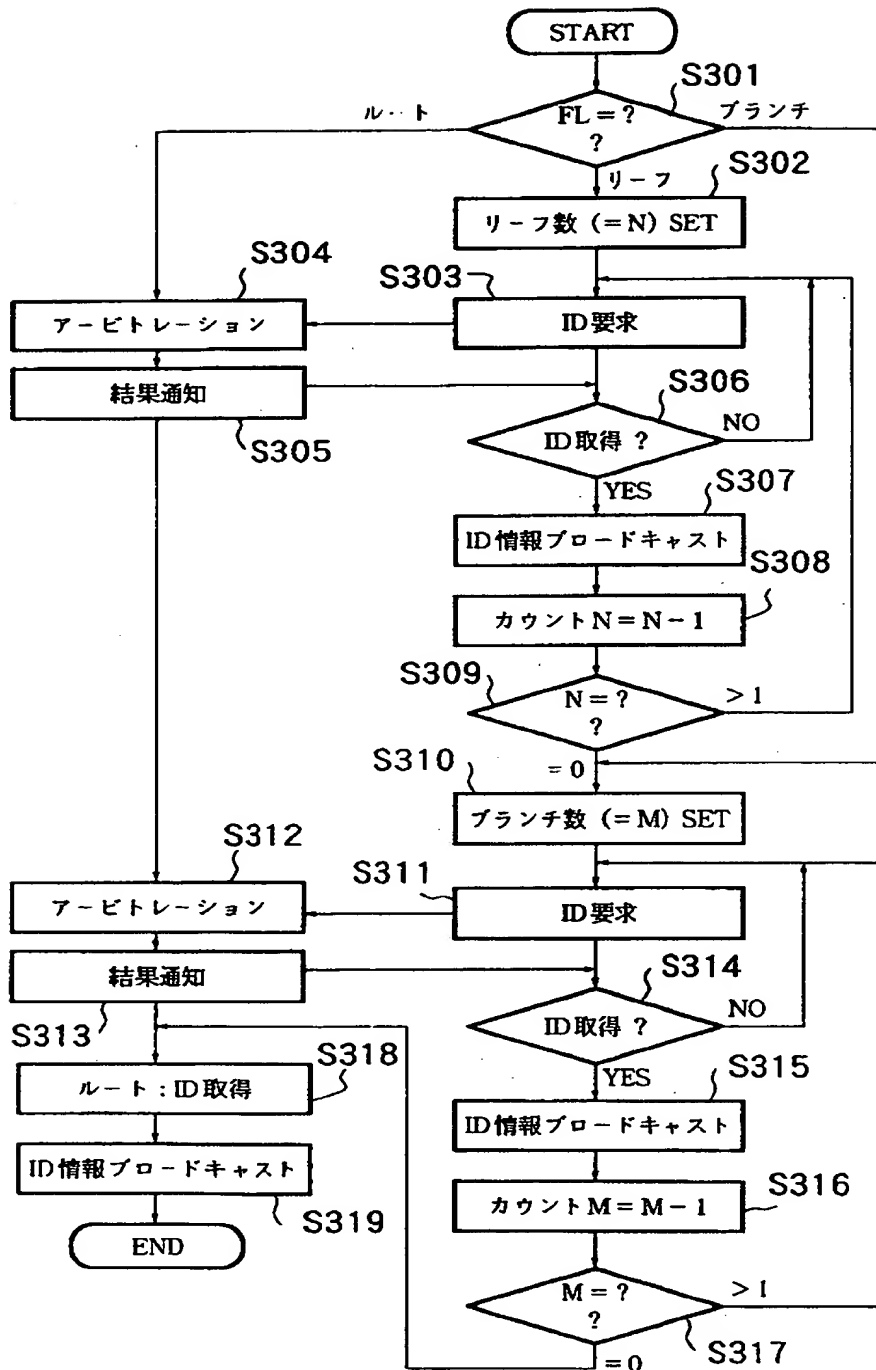 START
S301
ルート
FL = ?
?
ブランチ
リーフ
S302
リーフ数 (= N) SET
S304
S303
アービトレーション
ID要求
S306
結果通知
S305
ID取得 ?
NO
YES
S307
ID情報ブロードキャスト
S308
カウントN = N - 1
S309
N = ?
?
> 1
= 0
S310
ブランチ数 (= M) SET
S312
S311
アービトレーション
ID要求
結果通知
S314
S313
ID取得 ?
NO
S318
YES
S315
ルート : ID取得
ID情報ブロードキャスト
ID情報ブロードキャスト
S316
S319
カウントM = M - 1
END
M = ?
?
> 1
S317
= 0